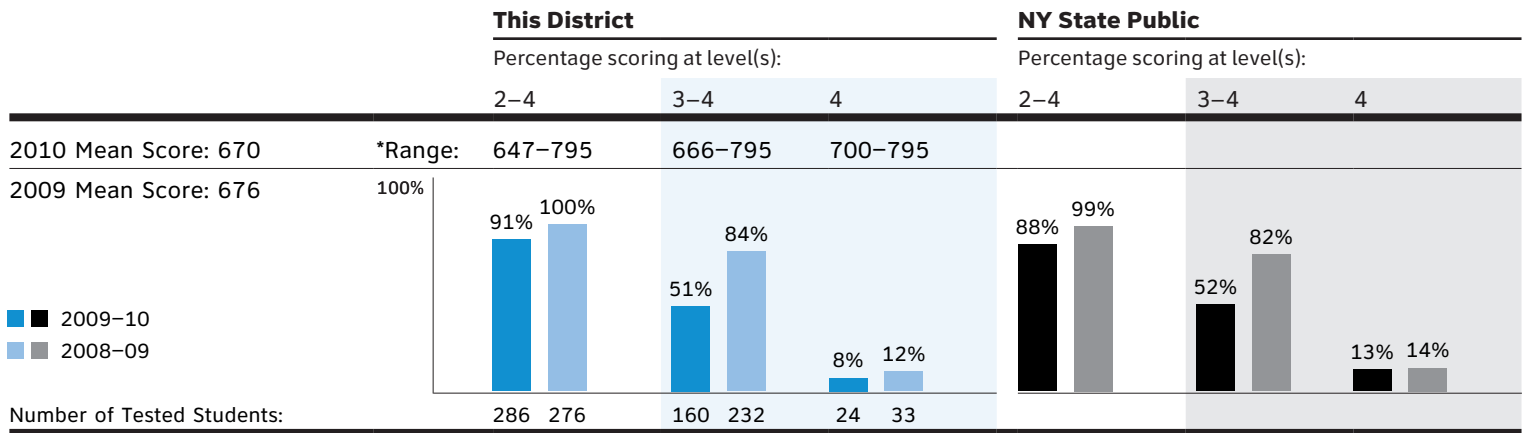 This District NY State Public
Percentage scoring at level(s): Percentage scoring at level(s):
2–4 3–4 4 2–4 3–4 4
2010 Mean Score: 670 *Range: 647–795 666–795 700–795
2009 Mean Score: 676 100%
91% 100% 51% 84% 8% 12% 88% 99% 52% 82% 13% 14%
2009–10
2008–09
Number of Tested Students: 286 276 160 232 24 33